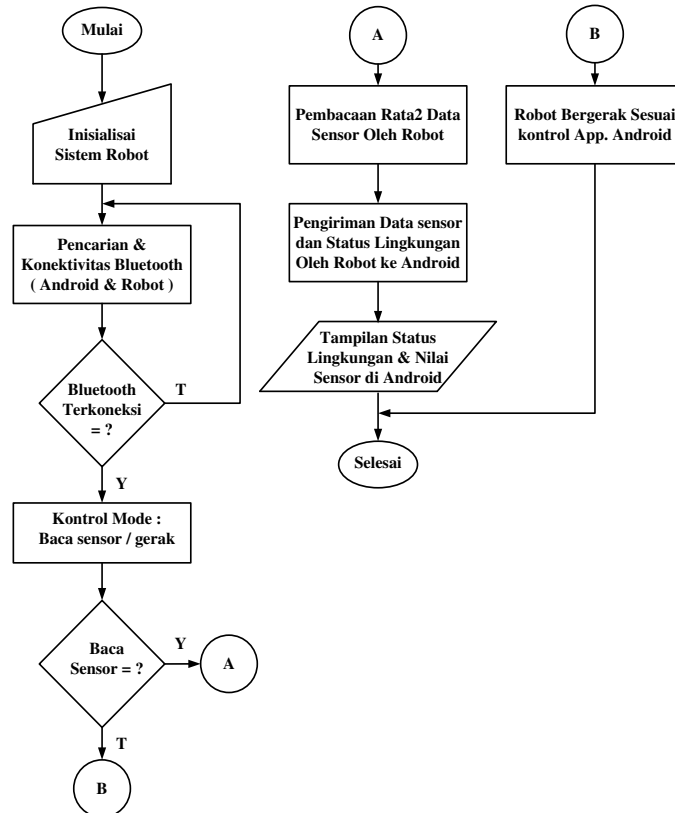 Mulai
Inisialisai
Sistem Robot
Pencarian &
Konektivitas Bluetooth
( Android & Robot )
Bluetooth
Terkoneksi
= ?
T
Y
Kontrol Mode :
Baca sensor / gerak
Baca
Sensor = ?
Y
A
T
B
A
Pembacaan Rata2 Data
Sensor Oleh Robot
Pengiriman Data sensor
dan Status Lingkungan
Oleh Robot ke Android
Tampilan Status
Lingkungan & Nilai
Sensor di Android
Selesai
B
Robot Bergerak Sesuai
kontrol App. Android